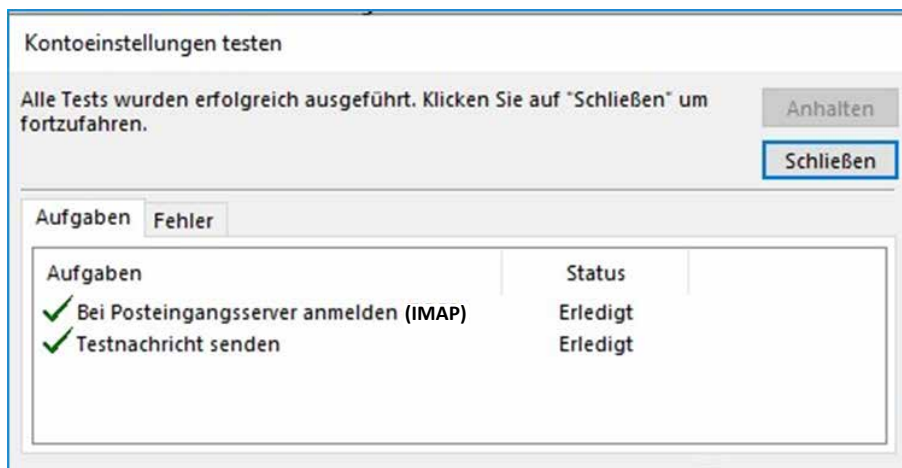 Kontoeinstellungen testen
Alle Tests wurden erfolgreich ausgeführt. Klicken Sie auf "Schließen" um
fortzufahren.
Anhalten
Schließen
Aufgaben Fehler
Aufgaben Status
Bei Posteingangsserver anmelden (IMAP) Erledigt
Testnachricht senden Erledigt